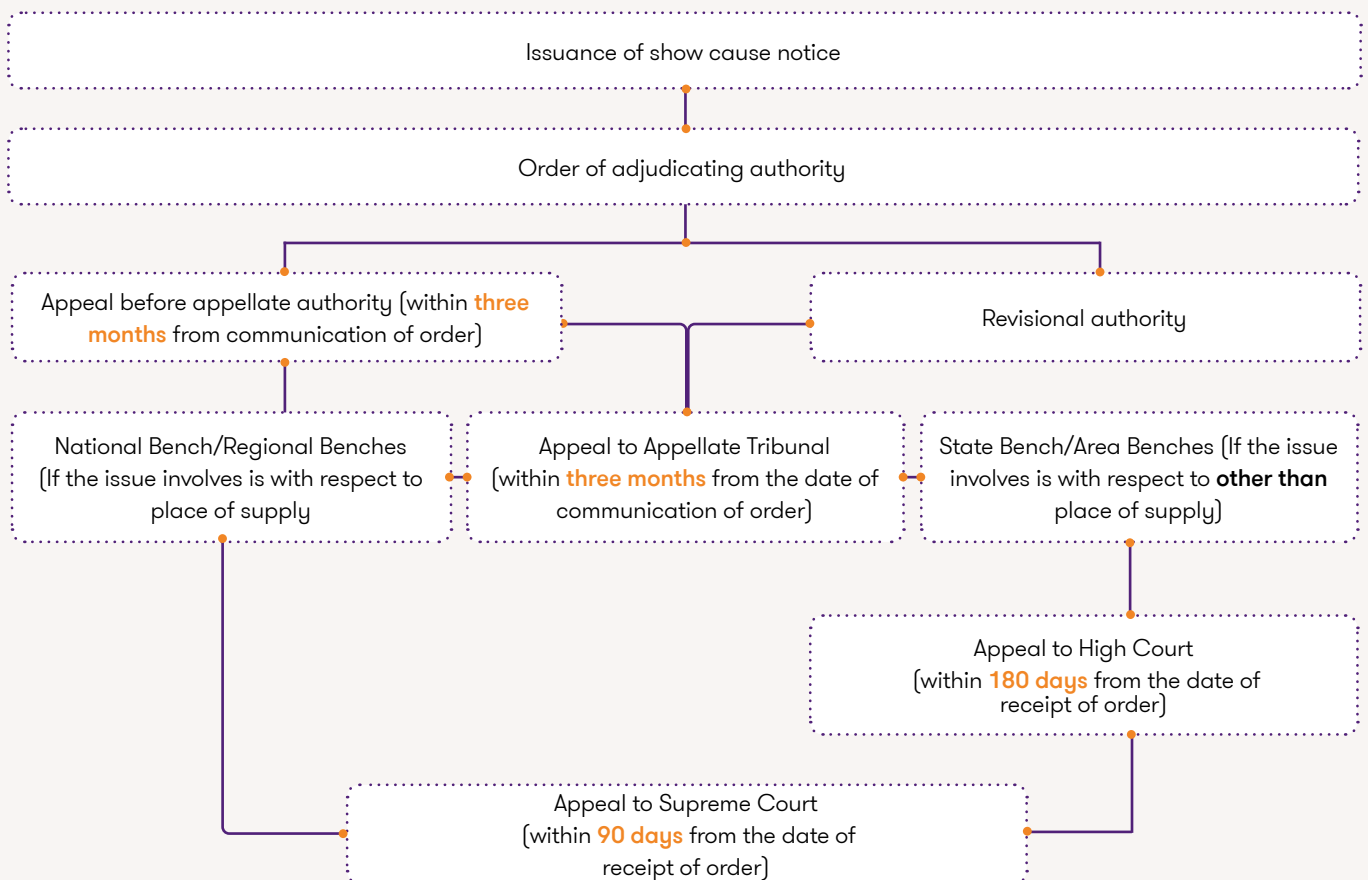 Issuance of show cause notice
Order of adjudicating authority
Appeal before appellate authority (within three
months from communication of order)
Revisional authority
National Bench/Regional Benches
(If the issue involves is with respect to
place of supply
Appeal to Appellate Tribunal
(within three months from the date of
communication of order)
State Bench/Area Benches (If the issue
involves is with respect to other than
place of supply)
Appeal to High Court
(within 180 days from the date of
receipt of order)
Appeal to Supreme Court
(within 90 days from the date of
receipt of order)